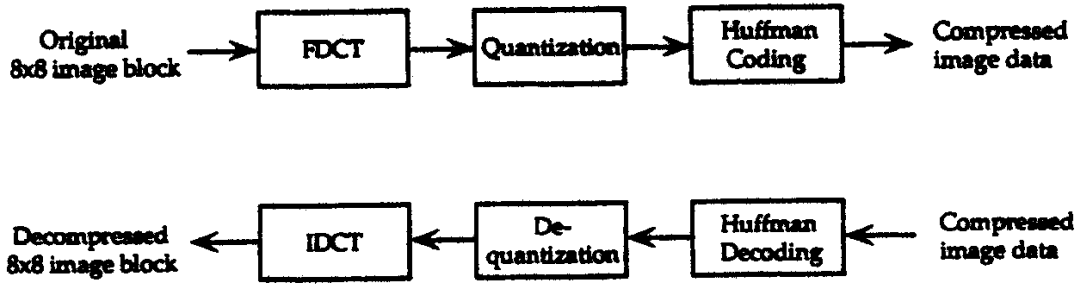 Original
8x8 image block
FDCT
Quantization
Huffman
Coding
Compressed
image data
Decompressed
8x8 image block
IDCT
De-
quantization
Huffman
Decoding
Compressed
image data